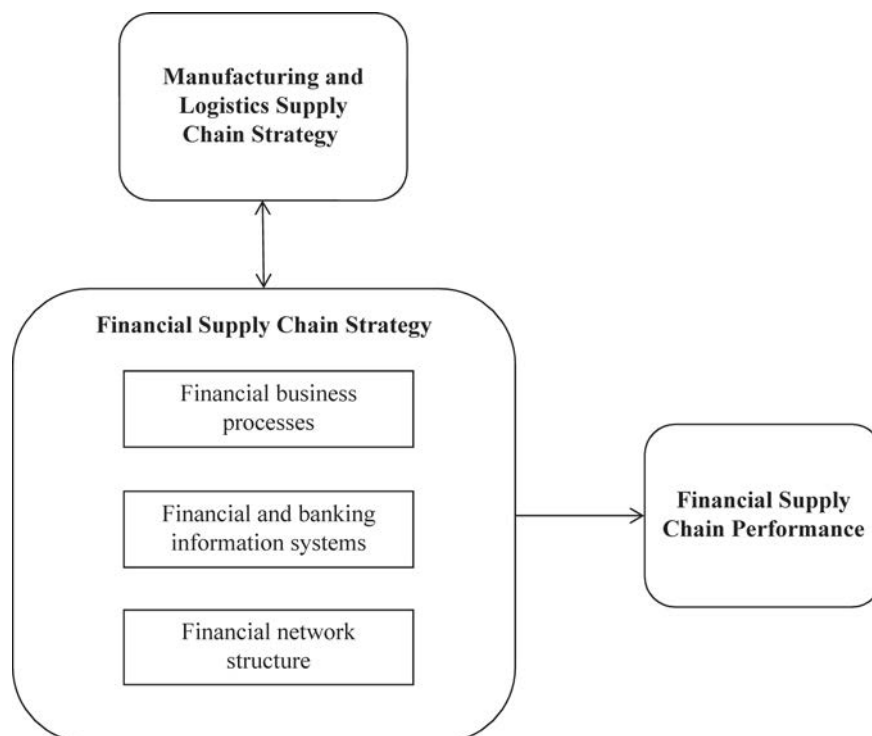 Manufacturing and
Logistics Supply
Chain Strategy
Financial Supply Chain Strategy
Financial business
processes
Financial and banking
information systems
Financial network
structure
Financial Supply
Chain Performance